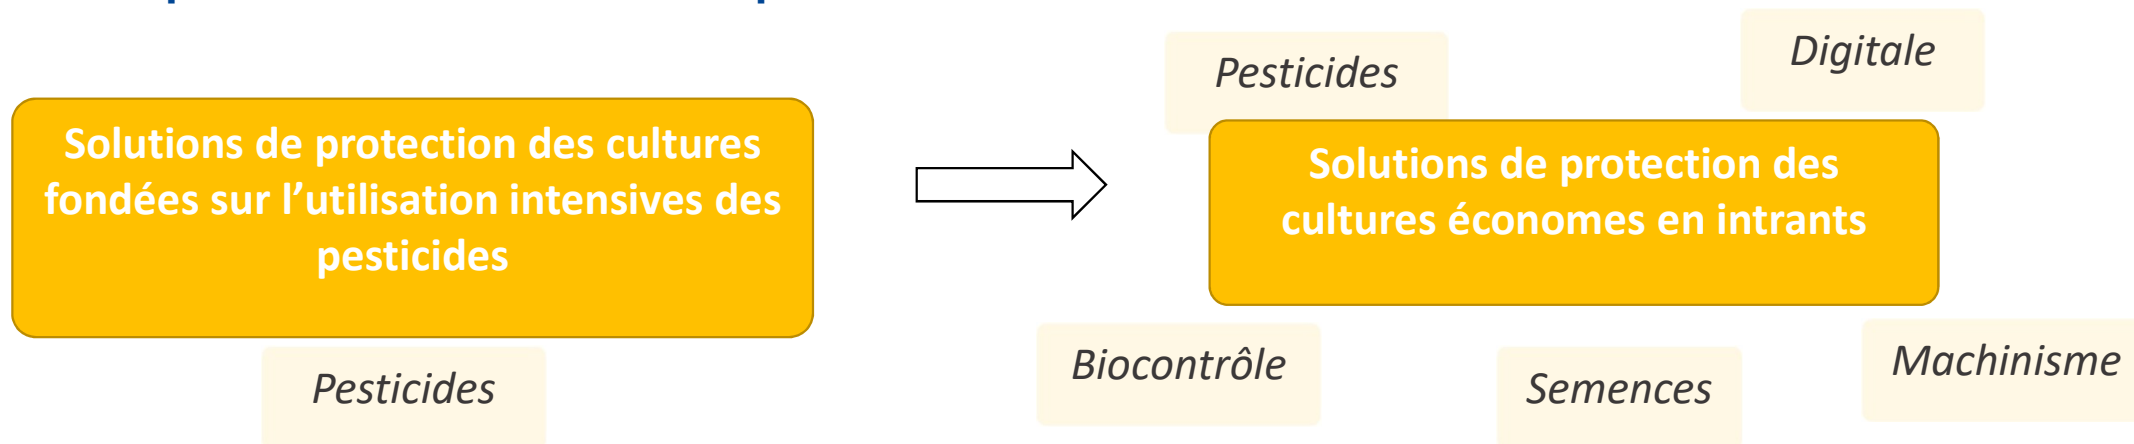 Solutions de protection des cultures
fondées sur l’utilisation intensives des
pesticides
Pesticides
Pesticides
Digitale
Solutions de protection des
cultures économes en intrants
Biocontrôle
Semences
Machinisme